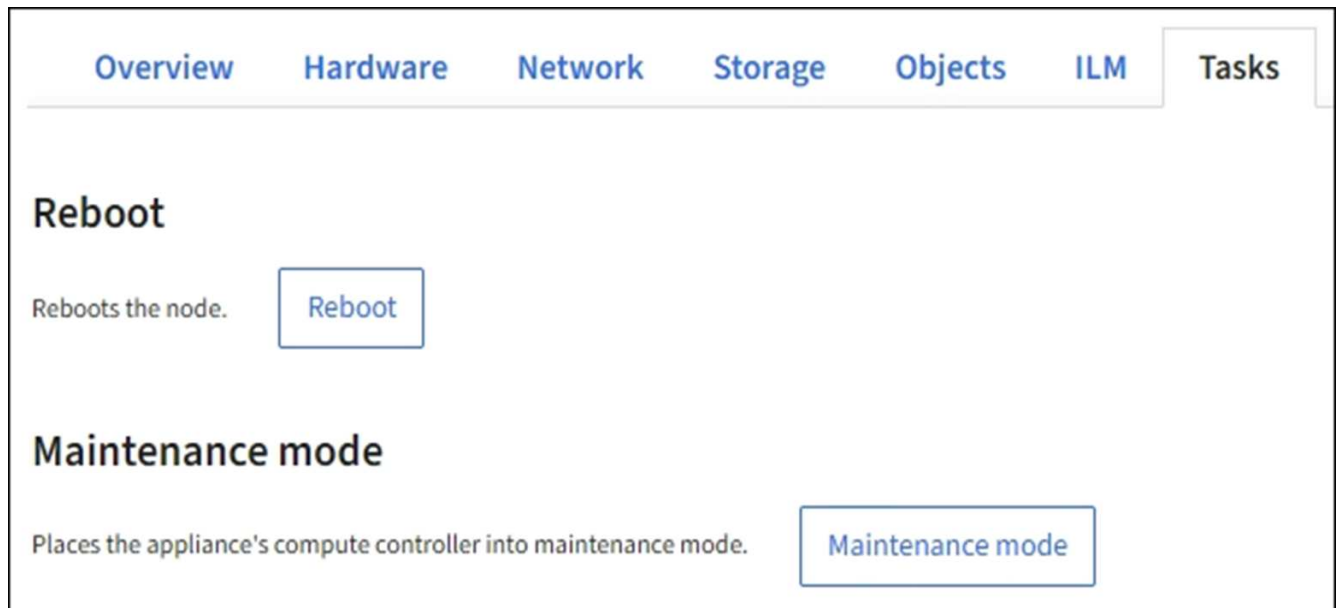 Overview Hardware Network Storage Objects ILM Tasks
Reboot
Reboots the node. Reboot
Maintenance mode
Places the appliance's compute controller into maintenance mode. Maintenance mode